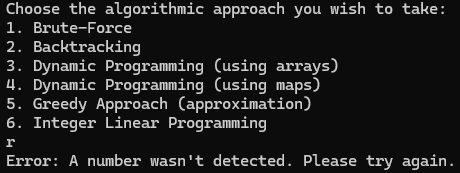 Choose the algorithmic approach you wish to take:
1. Brute-Force
2. Backtracking
3. Dynamic Programming (using arrays)
4. Dynamic Programming (using maps)
5. Greedy Approach (approximation)
6. Integer Linear Programming
r
Error: A number wasn't detected. Please try again.